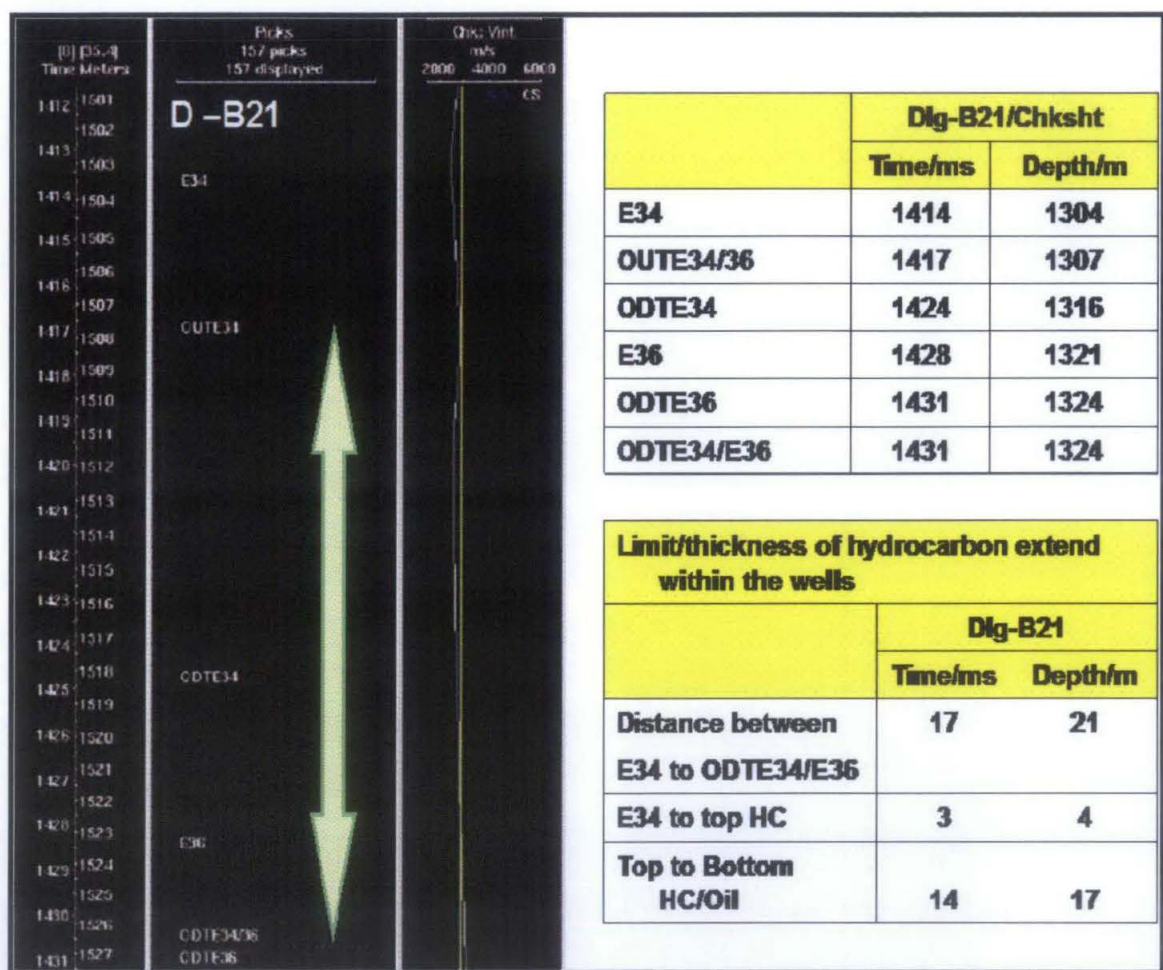 [0] [35.4]
Time Meters
Picks
157 picks
157 displayed
Chk: Vint
m/s
2000 4000 6000
CS
D –B21
1412 1501
1502
1413
1503
E34
1414 1504
1415 1505
1506
1416
1507
OUTE34
1417 1508
1509
1418
1510
1419
1511
1420 1512
1513
1421
1514
1422
1515
1423 1516
1517
1424
1518
ODTE34
1425
1519
1426 1520
1521
1427
1522
1428
1523
E36
1524
1429
1525
1430
1526
ODTE34/36
1431 1527
ODTE36
Dlg-B21/Chksht
Time/ms Depth/m
E34 1414 1304
OUTE34/36 1417 1307
ODTE34 1424 1316
E36 1428 1321
ODTE36 1431 1324
ODTE34/E36 1431 1324
Limit/thickness of hydrocarbon extend
within the wells
Dlg-B21
Time/ms Depth/m
Distance between 17 21
E34 to ODTE34/E36
E34 to top HC 3 4
Top to Bottom
HC/Oil 14 17